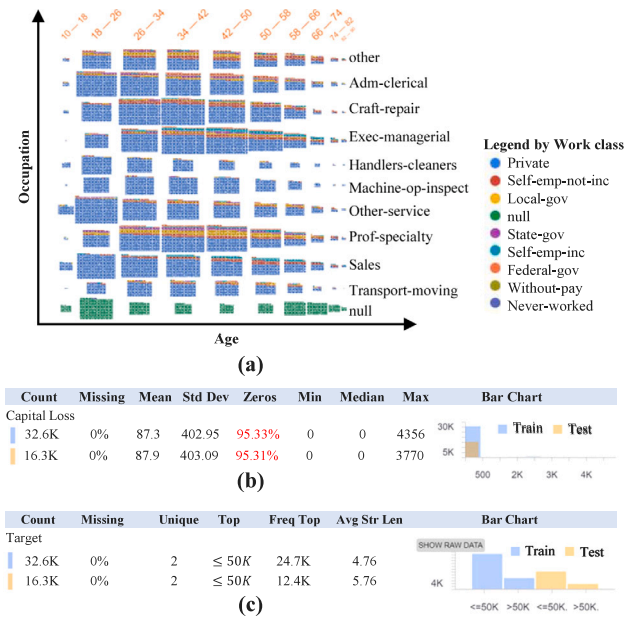 (a)
10 — 18
18 — 26
26 — 34
34 — 42
42 — 50
50 — 58
58 — 66
66 — 74
74 — 82
Occupation
other
Adm-clerical
Craft-repair
Exec-managerial
Handlers-cleaners
Machine-op-inspect
Other-service
Prof-specialty
Sales
Transport-moving
null
Age
Legend by Work class
Private
Self-emp-not-inc
Local-gov
null
State-gov
Self-emp-inc
Federal-gov
Without-pay
Never-worked
(a)
Count Missing Mean Std Dev Zeros Min Median Max Bar Chart
Capital Loss
32.6K 0% 87.3 402.95 95.33% 0 0 4356
16.3K 0% 87.9 403.09 95.31% 0 0 3770
30K
5K
Train Test
500 2K 3K 4K
(b)
Count Missing Unique Top Freq Top Avg Str Len Bar Chart
Target
32.6K 0% 2 ≤ 50K 24.7K 4.76
16.3K 0% 2 ≤ 50K 12.4K 5.76
SHOW RAW DATA
Train Test
4K
<=50K >50K <=50K. >50K.
(c)